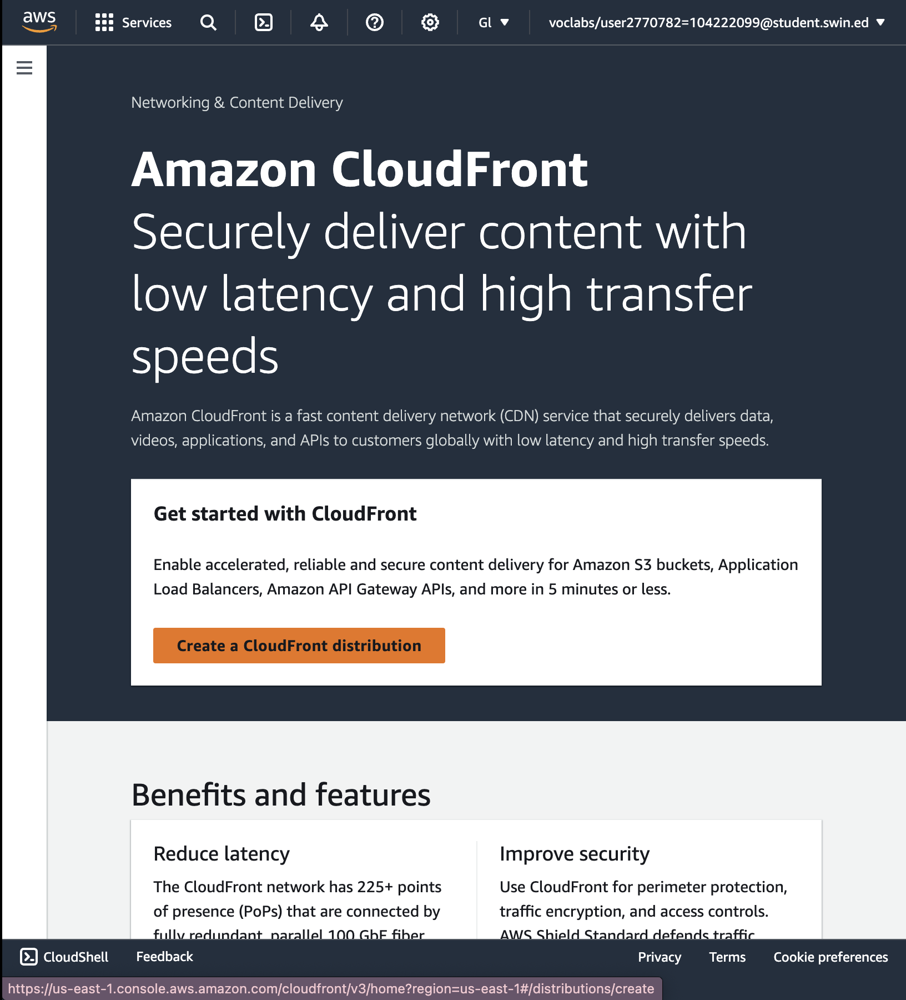 aws Services Gl voclabs/user2770782=104222099@student.swin.ed
Networking & Content Delivery
Amazon CloudFront
Securely deliver content with
low latency and high transfer
speeds
Amazon CloudFront is a fast content delivery network (CDN) service that securely delivers data,
videos, applications, and APIs to customers globally with low latency and high transfer speeds.
Get started with CloudFront
Enable accelerated, reliable and secure content delivery for Amazon S3 buckets, Application
Load Balancers, Amazon API Gateway APIs, and more in 5 minutes or less.
Create a CloudFront distribution
Benefits and features
Reduce latency
The CloudFront network has 225+ points
of presence (PoPs) that are connected by
fully redundant, parallel 100 GbE fiber
Improve security
Use CloudFront for perimeter protection,
traffic encryption, and access controls.
AWS Shield Standard defends traffic
CloudShell Feedback Privacy Terms Cookie preferences
https://us-east-1.console.aws.amazon.com/cloudfront/v3/home?region=us-east-1#/distributions/create